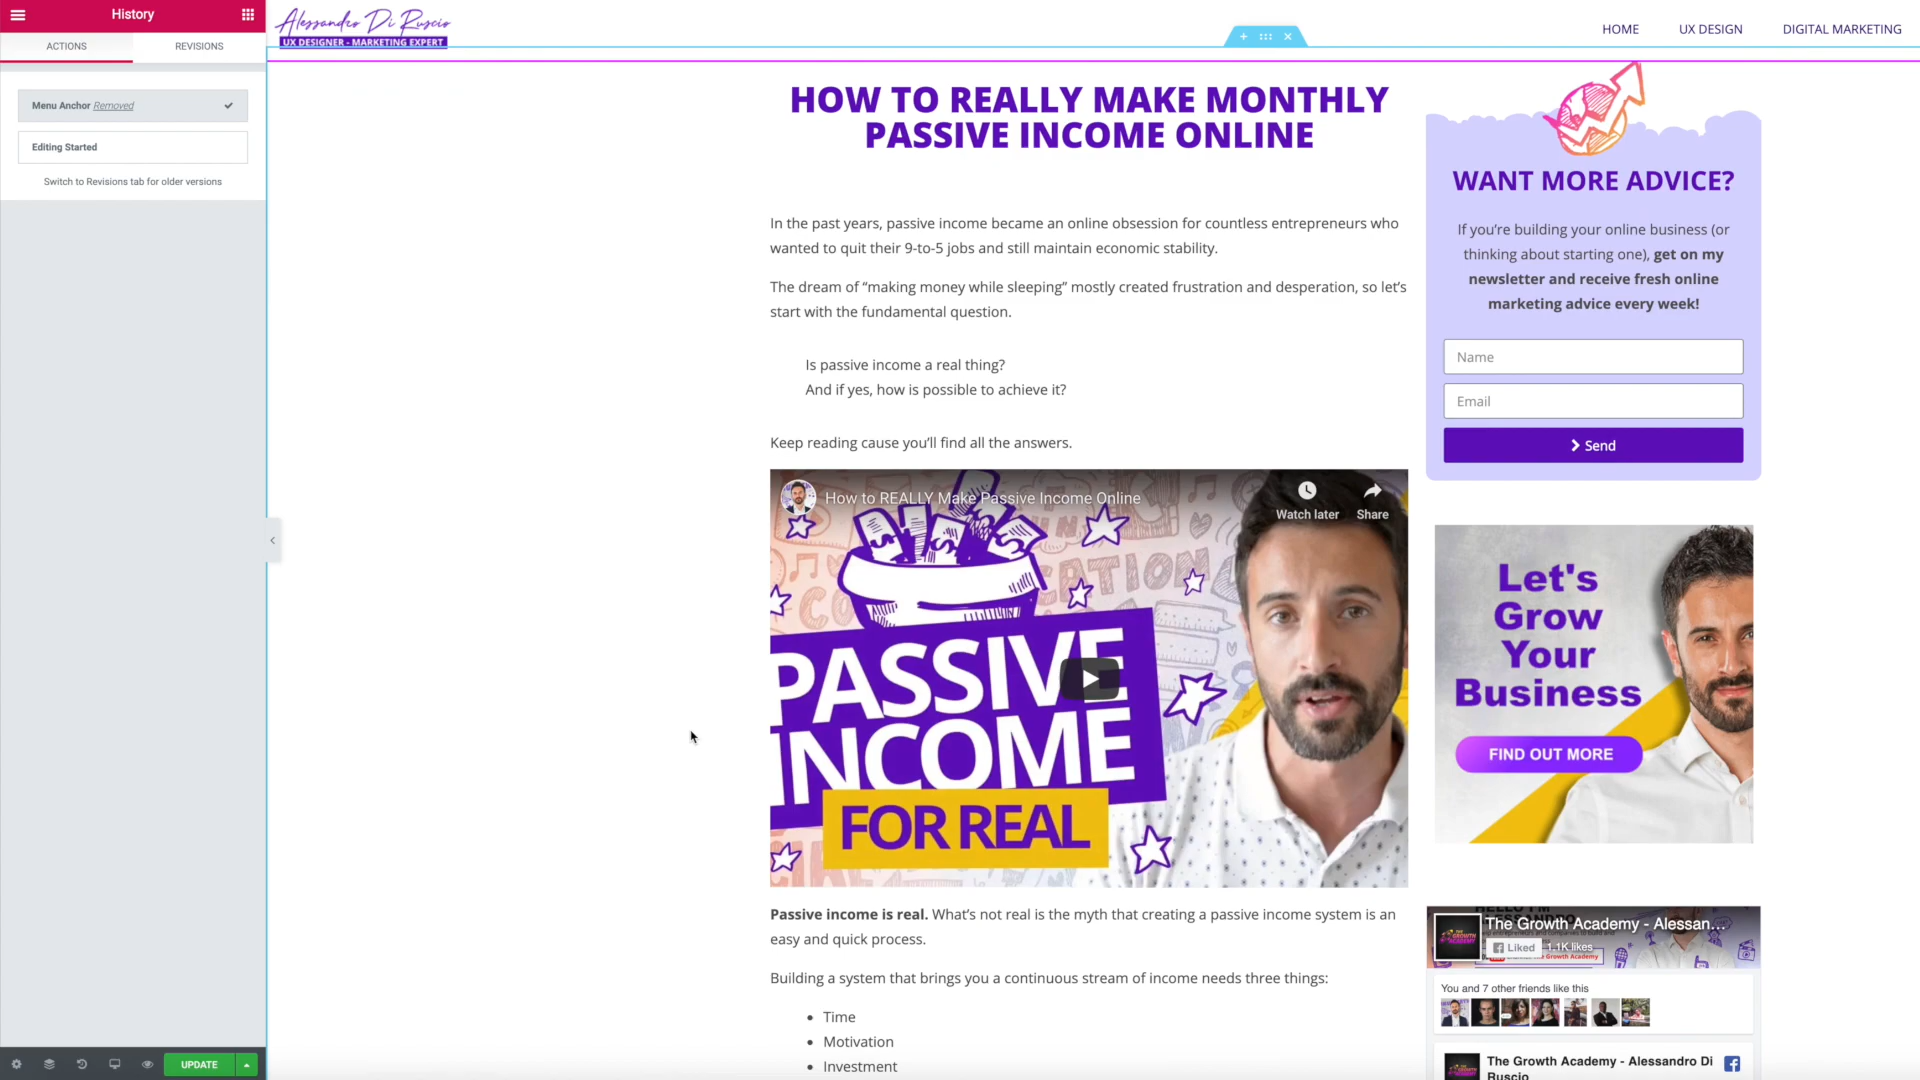 History
ACTIONS
REVISIONS
Menu Anchor Removed
Editing Started
Switch to Revisions tab for older versions
UPDATE
Alessandro Di Ruscio
UX DESIGNER - MARKETING EXPERT
HOME
UX DESIGN
DIGITAL MARKETING
HOW TO REALLY MAKE MONTHLY
PASSIVE INCOME ONLINE
In the past years, passive income became an online obsession for countless entrepreneurs who
wanted to quit their 9-to-5 jobs and still maintain economic stability.
The dream of “making money while sleeping” mostly created frustration and desperation, so let’s
start with the fundamental question.
Is passive income a real thing?
And if yes, how is possible to achieve it?
Keep reading cause you’ll find all the answers.
How to REALLY Make Passive Income Online
Watch later
Share
PASSIVE
INCOME
FOR REAL
Passive income is real. What’s not real is the myth that creating a passive income system is an
easy and quick process.
Building a system that brings you a continuous stream of income needs three things:
Time
Motivation
Investment
WANT MORE ADVICE?
If you’re building your online business (or
thinking about starting one), get on my
newsletter and receive fresh online
marketing advice every week!
Name
Email
Send
Let's
Grow
Your
Business
FIND OUT MORE
The Growth Academy - Alessan...
Liked
1.1K likes
You and 7 other friends like this
The Growth Academy - Alessandro Di
Ruscio